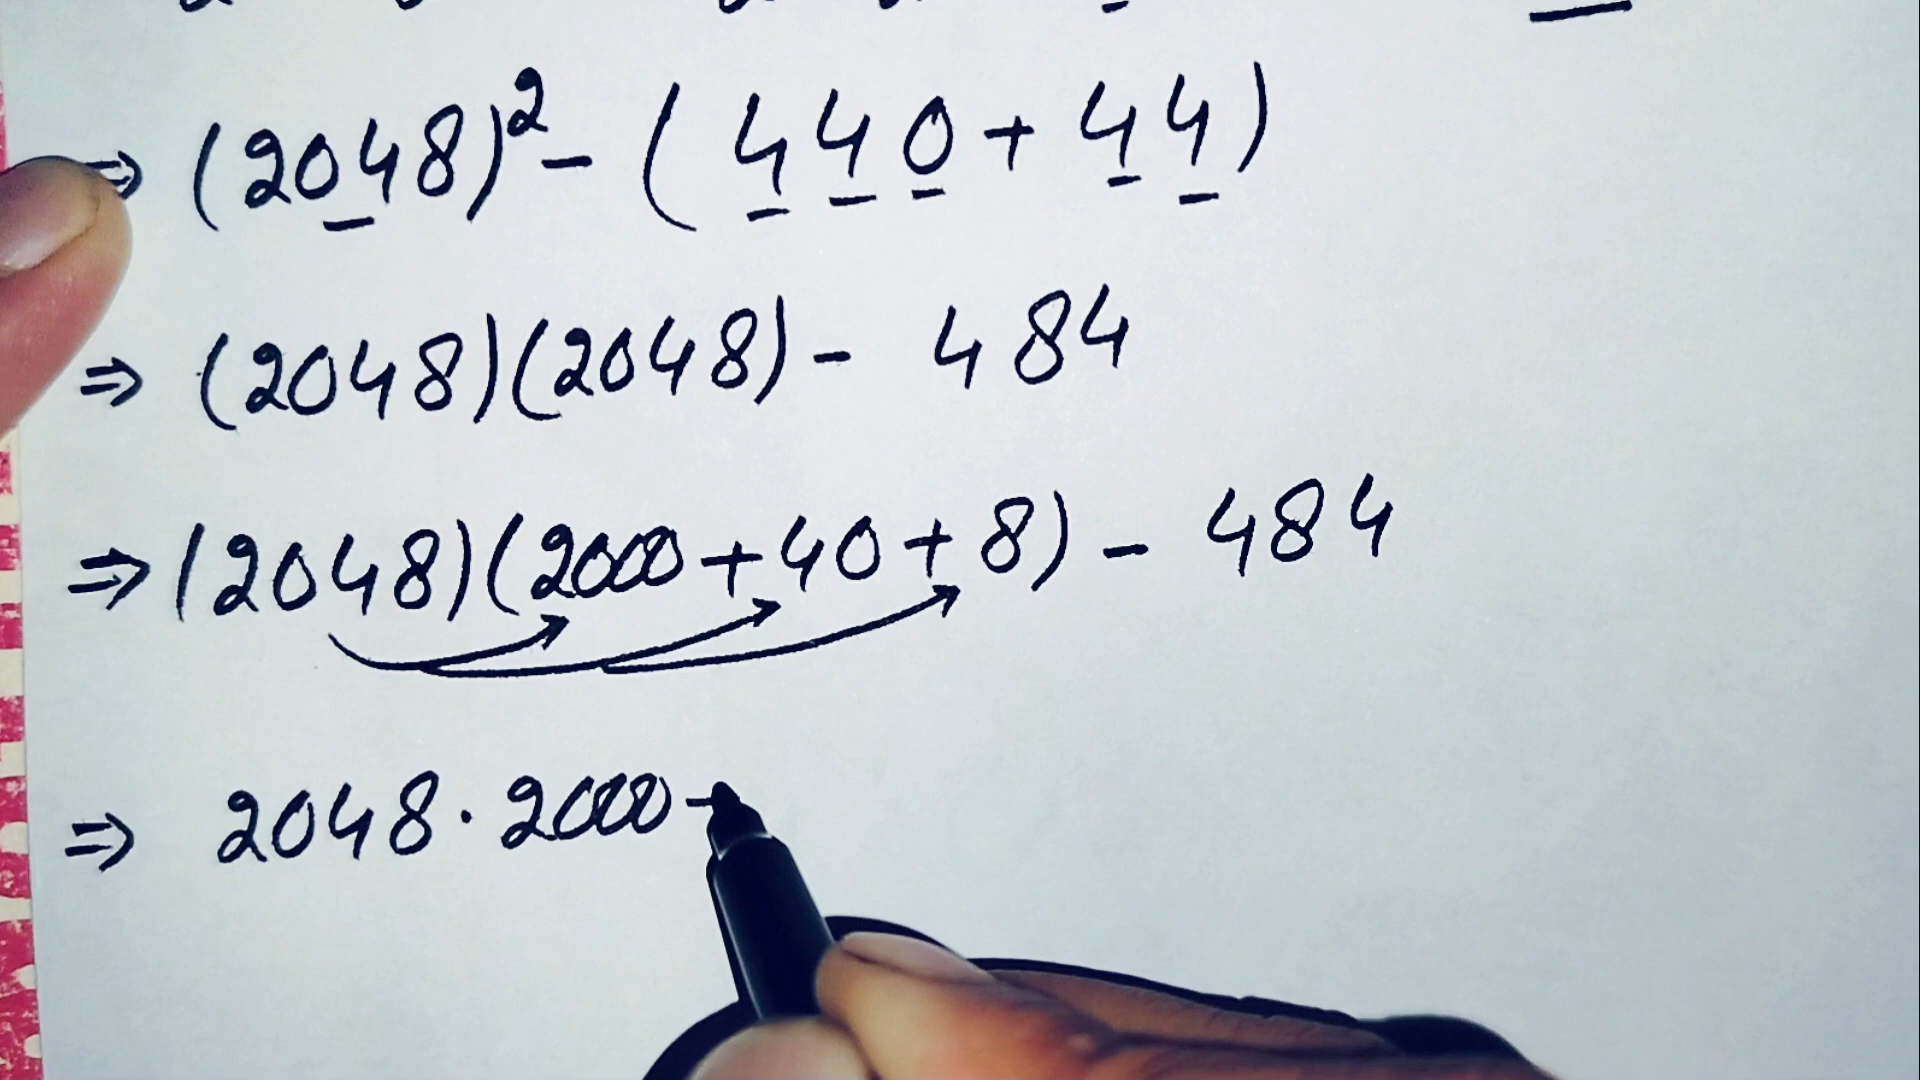 ⇒ (2048)² - (440 + 44)
⇒ (2048)(2048) - 484
⇒ (2048)(2000 + 40 + 8) - 484
⇒ 2048 · 2000